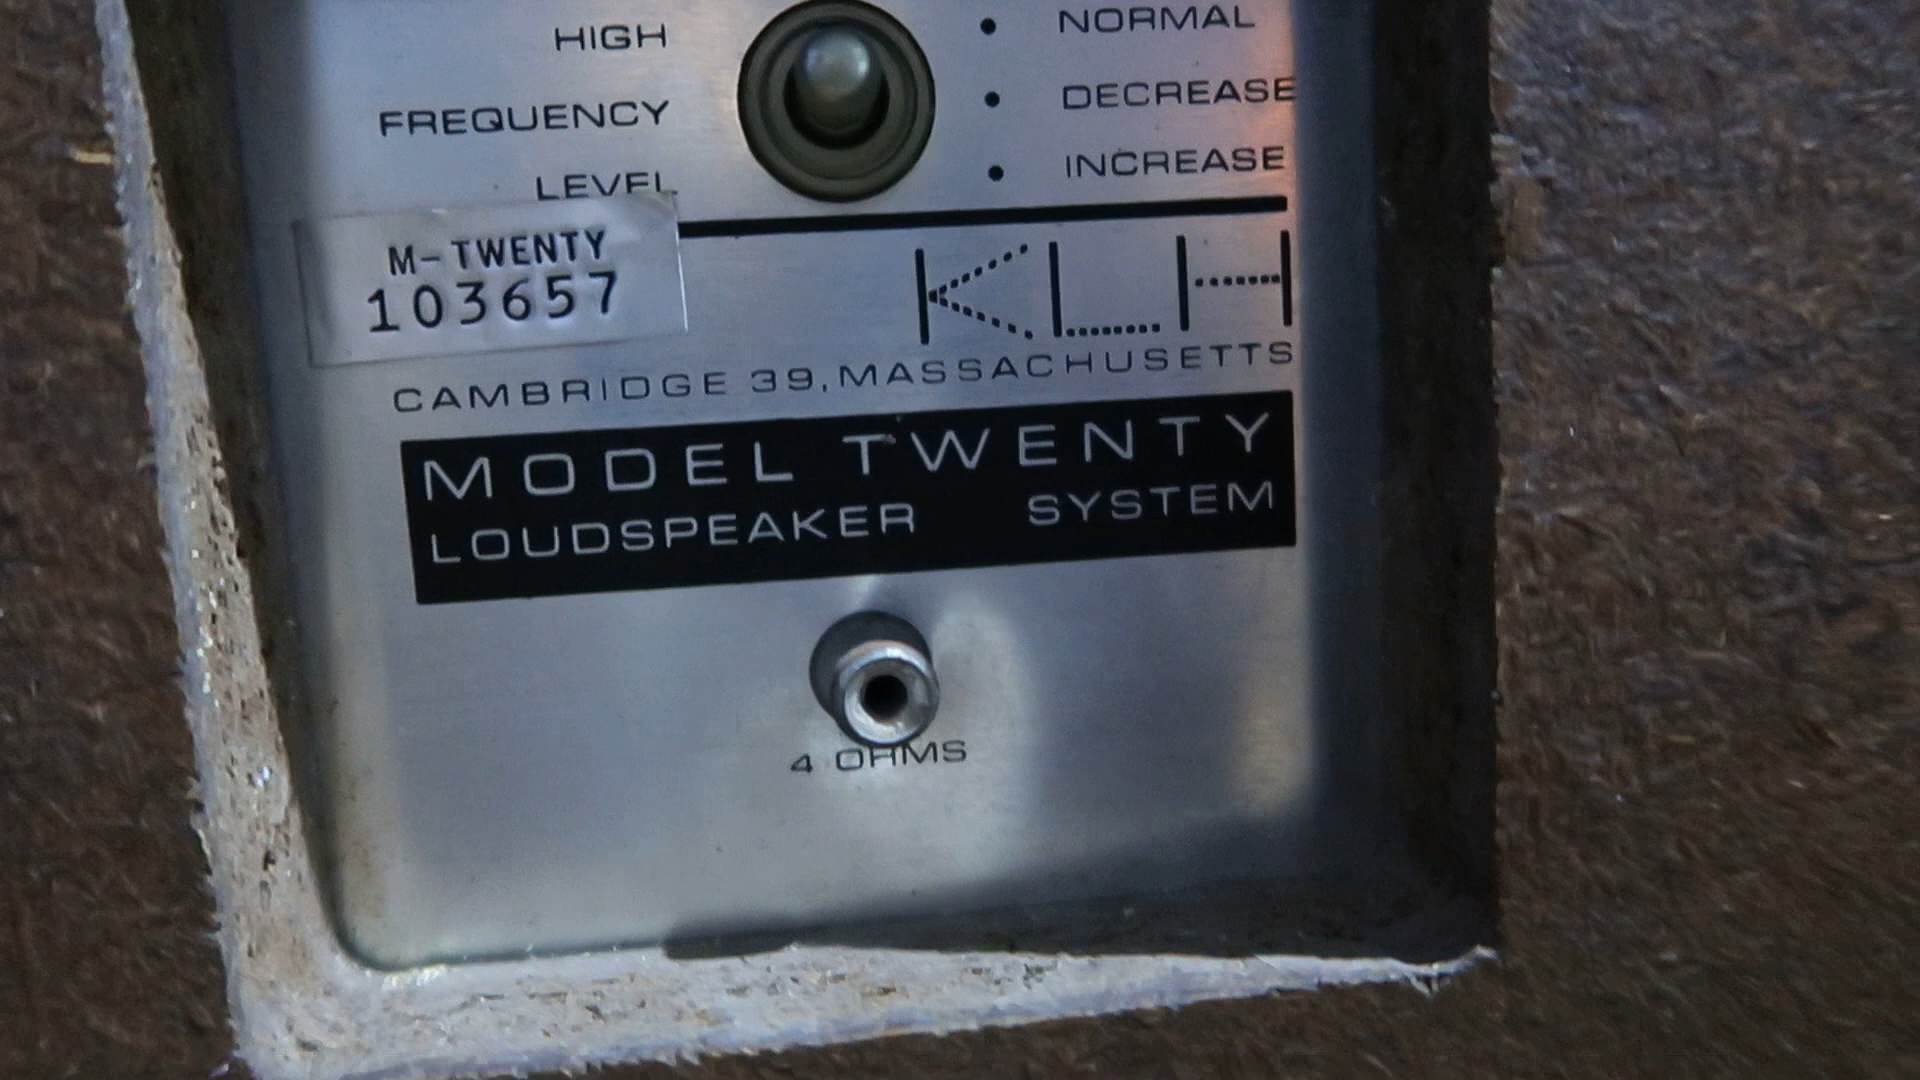 HIGH
FREQUENCY
LEVEL
• NORMAL
• DECREASE
• INCREASE
M-TWENTY
103657
KLH
CAMBRIDGE 39, MASSACHUSETTS
MODEL TWENTY
LOUDSPEAKER SYSTEM
4 OHMS